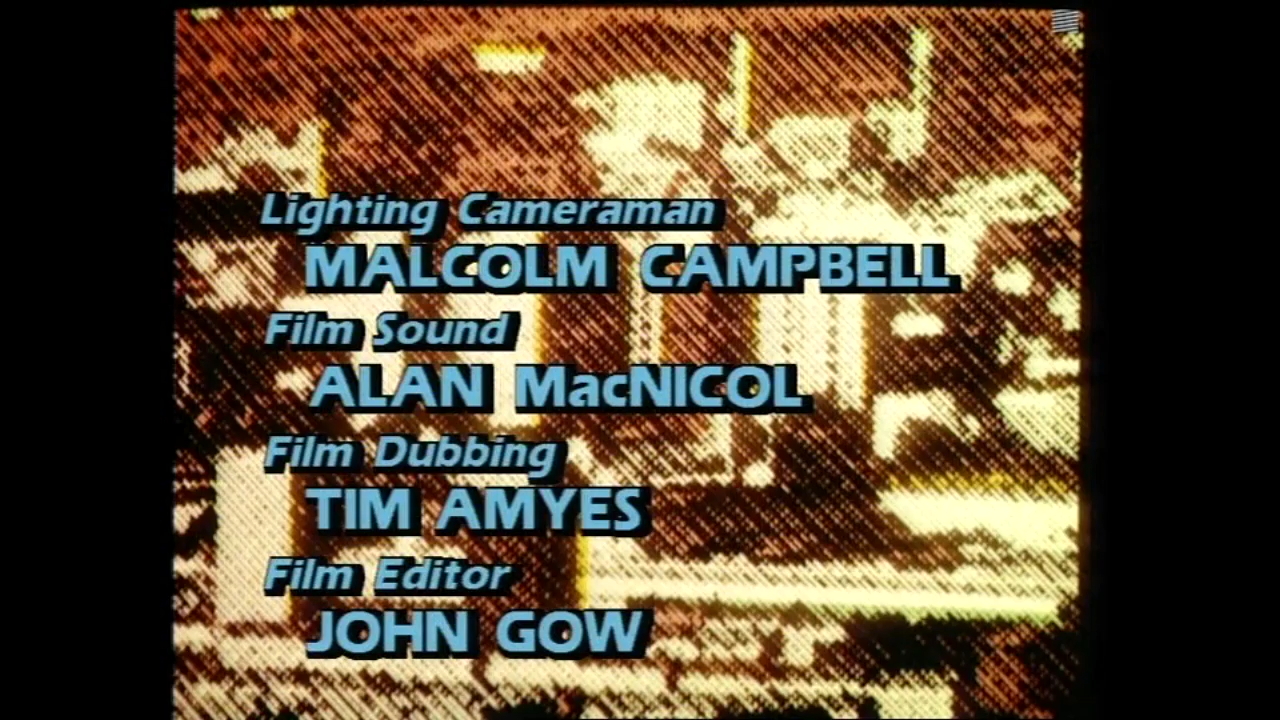 Lighting Cameraman
MALCOLM CAMPBELL
Film Sound
ALAN MacNICOL
Film Dubbing
TIM AMYES
Film Editor
JOHN GOW